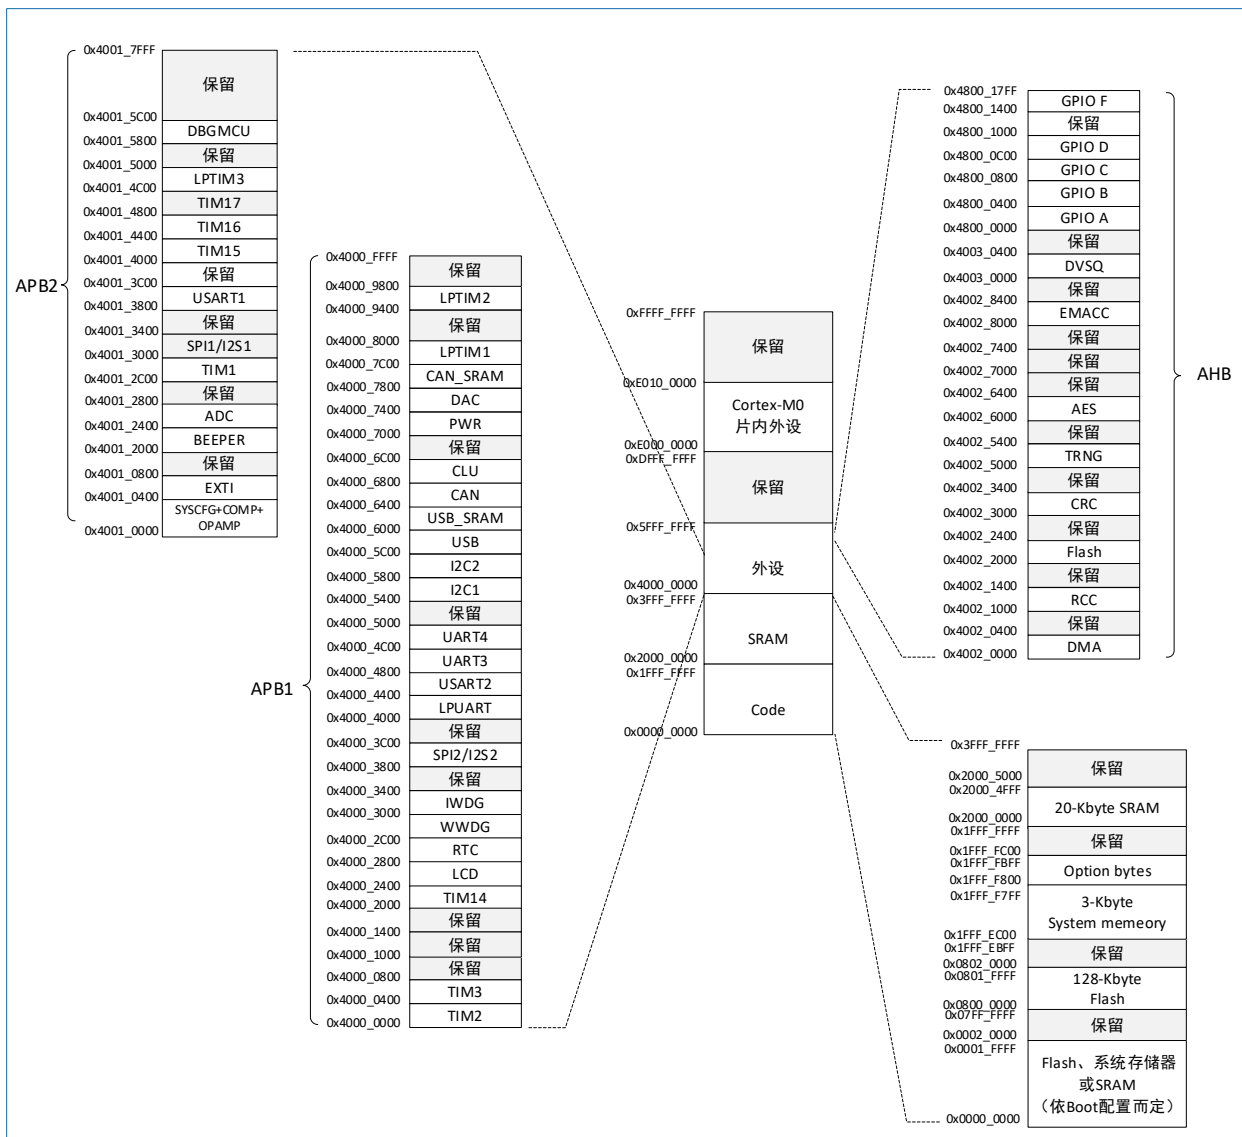 APB2
0x4001_7FFF
保留
0x4001_5C00
DBGMCU
0x4001_5800
保留
0x4001_5000
LPTIM3
0x4001_4C00
TIM17
0x4001_4800
TIM16
0x4001_4400
TIM15
0x4001_4000
保留
0x4001_3C00
USART1
0x4001_3800
保留
0x4001_3400
SPI1/I2S1
0x4001_3000
TIM1
0x4001_2C00
保留
0x4001_2800
ADC
0x4001_2400
BEEPER
0x4001_2000
保留
0x4001_0800
EXTI
0x4001_0400
SYSCFG+COMP+
OPAMP
0x4001_0000
APB1
0x4000_FFFF
保留
0x4000_9800
LPTIM2
0x4000_9400
保留
0x4000_8000
LPTIM1
0x4000_7C00
CAN_SRAM
0x4000_7800
DAC
0x4000_7400
PWR
0x4000_7000
保留
0x4000_6C00
CLU
0x4000_6800
CAN
0x4000_6400
USB_SRAM
0x4000_6000
USB
0x4000_5C00
I2C2
0x4000_5800
I2C1
0x4000_5400
保留
0x4000_5000
UART4
0x4000_4C00
UART3
0x4000_4800
USART2
0x4000_4400
LPUART
0x4000_4000
保留
0x4000_3C00
SPI2/I2S2
0x4000_3800
保留
0x4000_3400
IWDG
0x4000_3000
WWDG
0x4000_2C00
RTC
0x4000_2800
LCD
0x4000_2400
TIM14
0x4000_2000
保留
0x4000_1400
保留
0x4000_1000
保留
0x4000_0800
TIM3
0x4000_0400
TIM2
0x4000_0000
0xFFFF_FFFF
保留
0xE010_0000
Cortex-M0
片内外设
0xE000_0000
0xDFFF_FFFF
保留
0x5FFF_FFFF
外设
0x4000_0000
0x3FFF_FFFF
SRAM
0x2000_0000
0x1FFF_FFFF
Code
0x0000_0000
AHB
0x4800_17FF
GPIO F
0x4800_1400
保留
0x4800_1000
GPIO D
0x4800_0C00
GPIO C
0x4800_0800
GPIO B
0x4800_0400
GPIO A
0x4800_0000
保留
0x4003_0400
DVSQ
0x4003_0000
保留
0x4002_8400
EMACC
0x4002_8000
保留
0x4002_7400
保留
0x4002_7000
保留
0x4002_6400
AES
0x4002_6000
保留
0x4002_5400
TRNG
0x4002_5000
保留
0x4002_3400
CRC
0x4002_3000
保留
0x4002_2400
Flash
0x4002_2000
保留
0x4002_1400
RCC
0x4002_1000
保留
0x4002_0400
DMA
0x4002_0000
0x3FFF_FFFF
保留
0x2000_5000
0x2000_4FFF
20-Kbyte SRAM
0x2000_0000
0x1FFF_FFFF
保留
0x1FFF_FC00
0x1FFF_FBFF
Option bytes
0x1FFF_F800
0x1FFF_F7FF
3-Kbyte
System memeory
0x1FFF_EC00
0x1FFF_EBFF
保留
0x0802_0000
0x0801_FFFF
128-Kbyte
Flash
0x0800_0000
0x07FF_FFFF
保留
0x0002_0000
0x0001_FFFF
Flash、系统存储器
或SRAM
（依Boot配置而定）
0x0000_0000